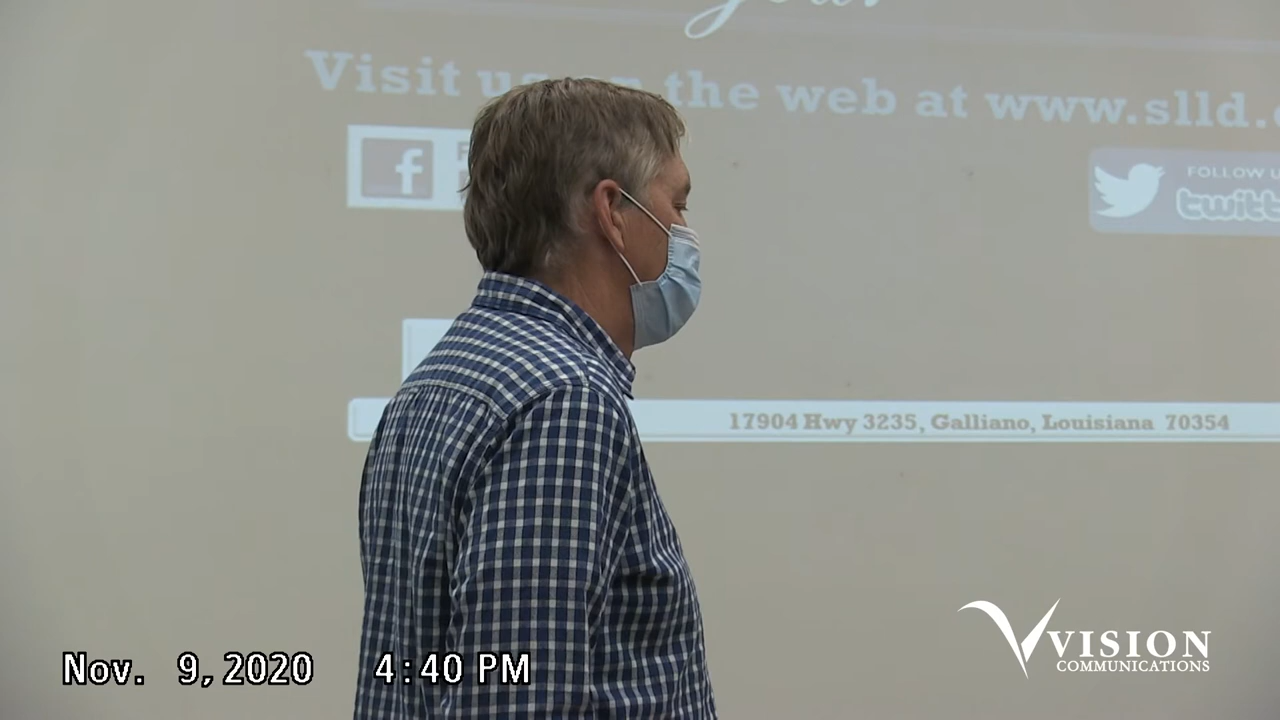 Visit us on the web at www.slld.
f
FOLLOW U
twitt
17904 Hwy 3235, Galliano, Louisiana 70354
VISION
COMMUNICATIONS
Nov. 9, 2020 4:40 PM